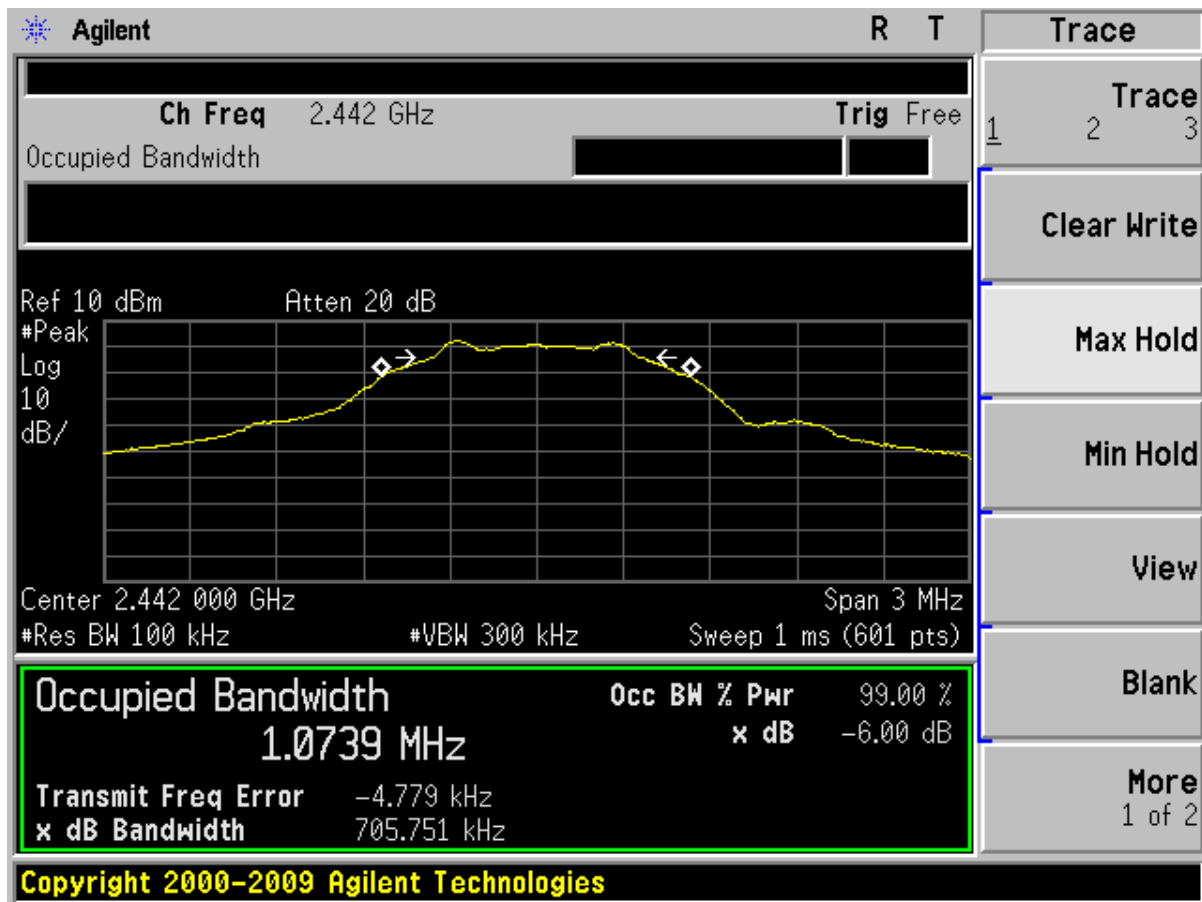 Agilent R T Trace
Ch Freq 2.442 GHz Trig Free
Occupied Bandwidth
Trace
1 2 3
Clear Write
Ref 10 dBm Atten 20 dB
#Peak
Log
10
dB/
Max Hold
Min Hold
View
Center 2.442 000 GHz Span 3 MHz
#Res BW 100 kHz #VBW 300 kHz Sweep 1 ms (601 pts)
Occupied Bandwidth Occ BW % Pwr 99.00 %
1.0739 MHz x dB -6.00 dB
Transmit Freq Error -4.779 kHz
x dB Bandwidth 705.751 kHz
Blank
More
1 of 2
Copyright 2000-2009 Agilent Technologies